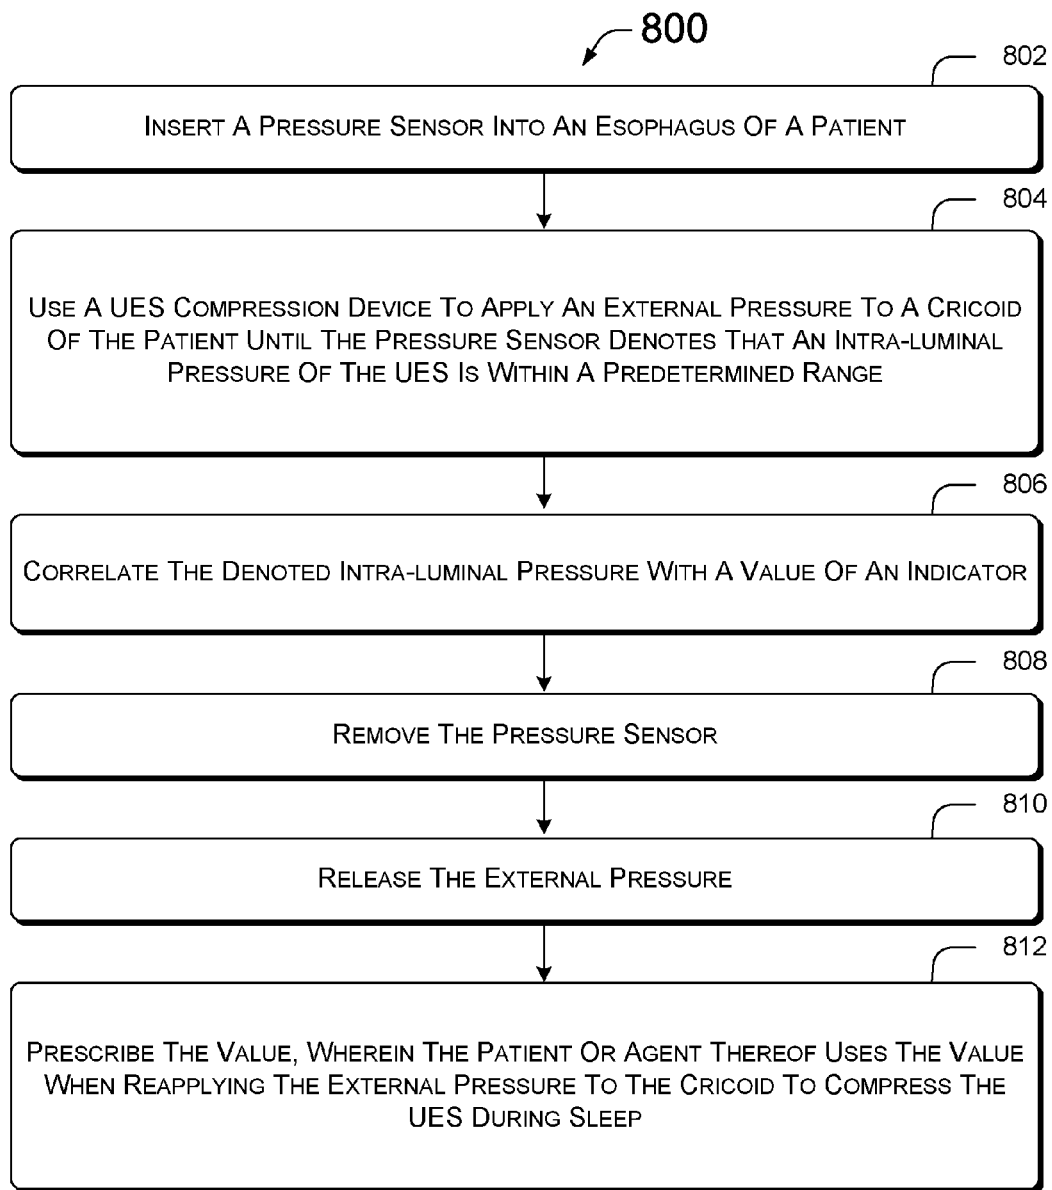 800
802
INSERT A PRESSURE SENSOR INTO AN ESOPHAGUS OF A PATIENT
804
USE A UES COMPRESSION DEVICE TO APPLY AN EXTERNAL PRESSURE TO A CRICOID
OF THE PATIENT UNTIL THE PRESSURE SENSOR DENOTES THAT AN INTRA-LUMINAL
PRESSURE OF THE UES IS WITHIN A PREDETERMINED RANGE
806
CORRELATE THE DENOTED INTRA-LUMINAL PRESSURE WITH A VALUE OF AN INDICATOR
808
REMOVE THE PRESSURE SENSOR
810
RELEASE THE EXTERNAL PRESSURE
812
PRESCRIBE THE VALUE, WHEREIN THE PATIENT OR AGENT THEREOF USES THE VALUE
WHEN REAPPLYING THE EXTERNAL PRESSURE TO THE CRICOID TO COMPRESS THE
UES DURING SLEEP